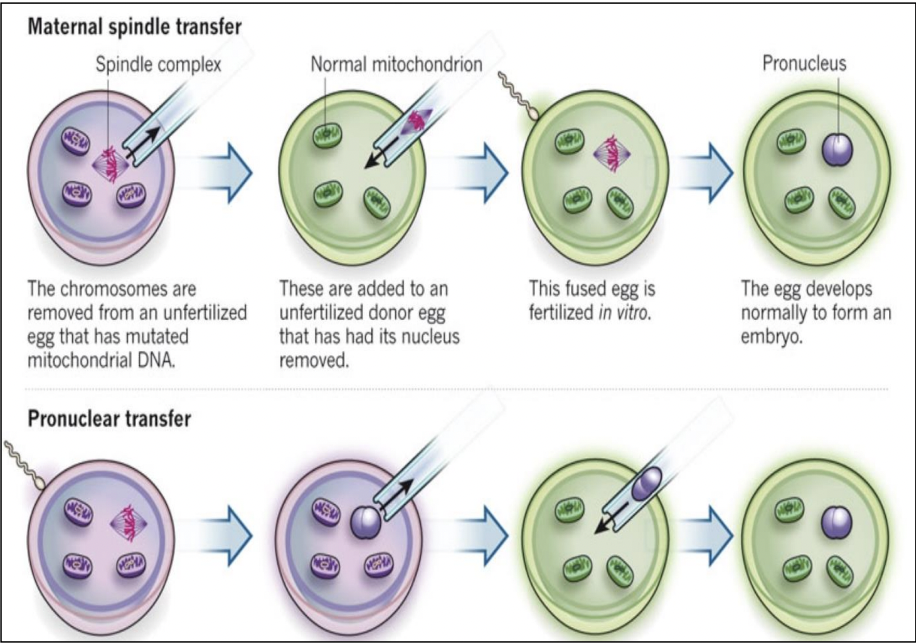 Maternal spindle transfer
Spindle complex
Normal mitochondrion
Pronucleus
The chromosomes are
removed from an unfertilized
egg that has mutated
mitochondrial DNA.
These are added to an
unfertilized donor egg
that has had its nucleus
removed.
This fused egg is
fertilized in vitro.
The egg develops
normally to form an
embryo.
Pronuclear transfer